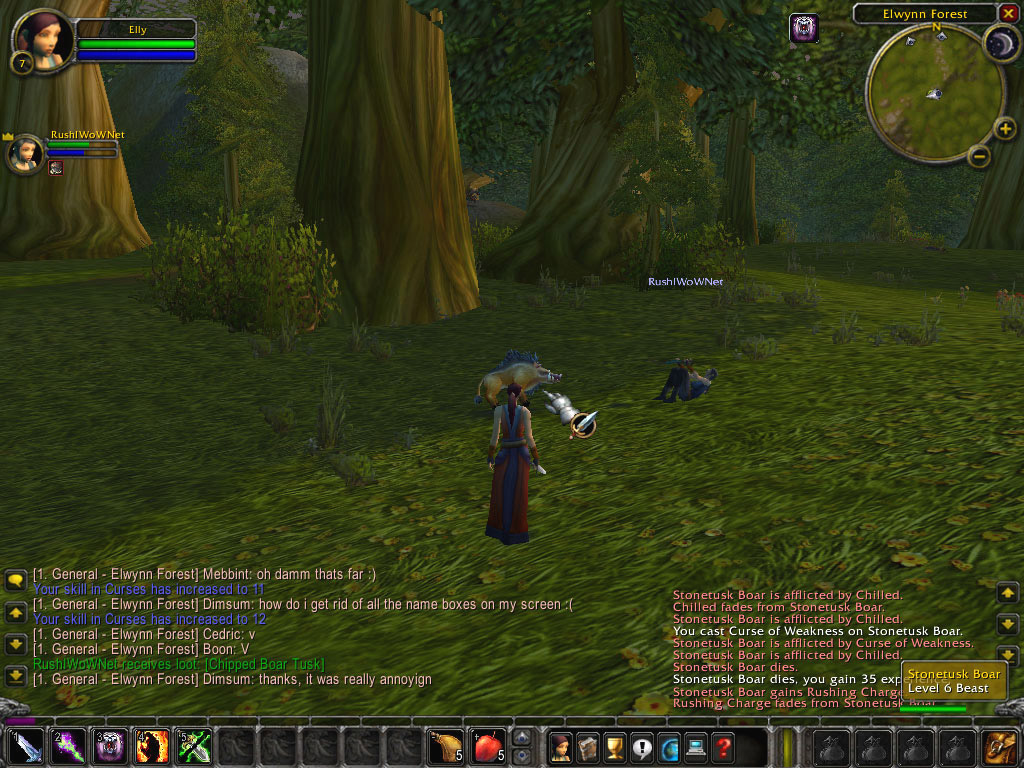 Elly
7
RushIWoWNet
Elwynn Forest
N
RushIWoWNet
[1. General - Elwynn Forest] Mebbint: oh damm thats far :)
Your skill in Curses has increased to 11
[1. General - Elwynn Forest] Dimsum: how do i get rid of all the name boxes on my screen :(
Your skill in Curses has increased to 12
[1. General - Elwynn Forest] Cedric: v
[1. General - Elwynn Forest] Boon: V
RushIWoWNet receives loot: [Chipped Boar Tusk]
[1. General - Elwynn Forest] Dimsum: thanks, it was really annoyign
Stonetusk Boar is afflicted by Chilled.
Chilled fades from Stonetusk Boar.
Stonetusk Boar is afflicted by Chilled.
You cast Curse of Weakness on Stonetusk Boar.
Stonetusk Boar is afflicted by Curse of Weakness.
Stonetusk Boar is afflicted by Chilled.
Stonetusk Boar dies.
Stonetusk Boar dies, you gain 35 experience.
Stonetusk Boar gains Rushing Charge
Rushing Charge fades from Stonetusk Boar.
Stonetusk Boar
Level 6 Beast
1 2 3 4 5 5 5